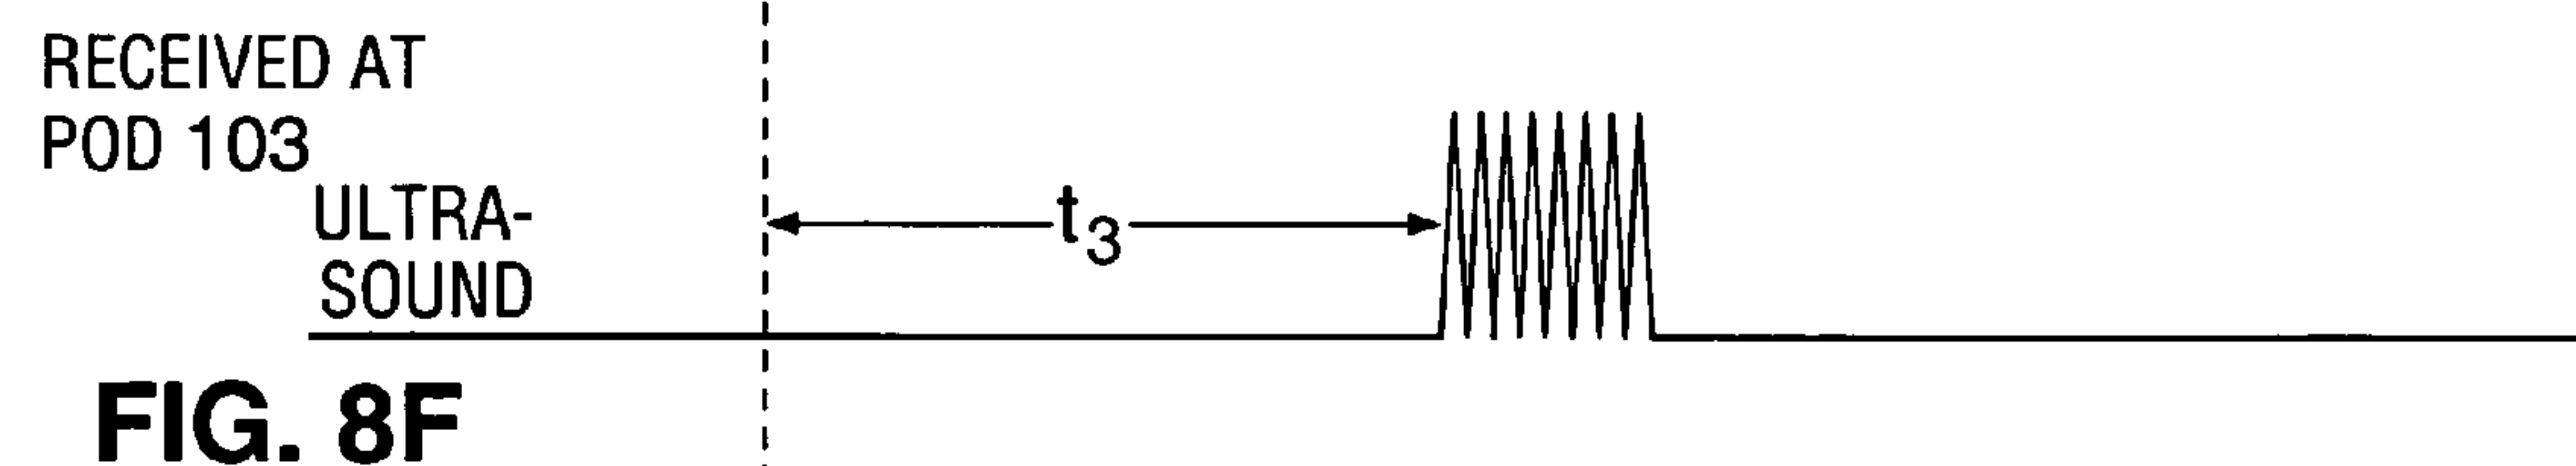 RECEIVED AT
POD 103
ULTRA-
SOUND
t₃
FIG. 8F